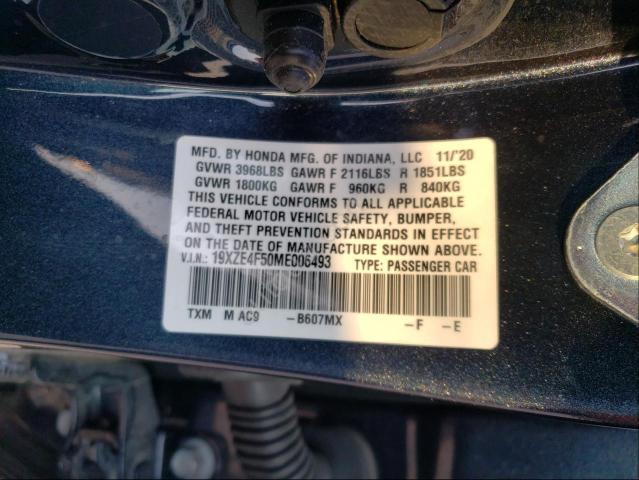 MFD. BY HONDA MFG. OF INDIANA, LLC 11/'20
GVWR 3968LBS GAWR F 2116LBS R 1851LBS
GVWR 1800KG GAWR F 960KG R 840KG
THIS VEHICLE CONFORMS TO ALL APPLICABLE
FEDERAL MOTOR VEHICLE SAFETY, BUMPER,
AND THEFT PREVENTION STANDARDS IN EFFECT
ON THE DATE OF MANUFACTURE SHOWN ABOVE.
V.I.N.: 19XZE4F50ME006493 TYPE: PASSENGER CAR
TXM M AC9 -B607MX -F -E